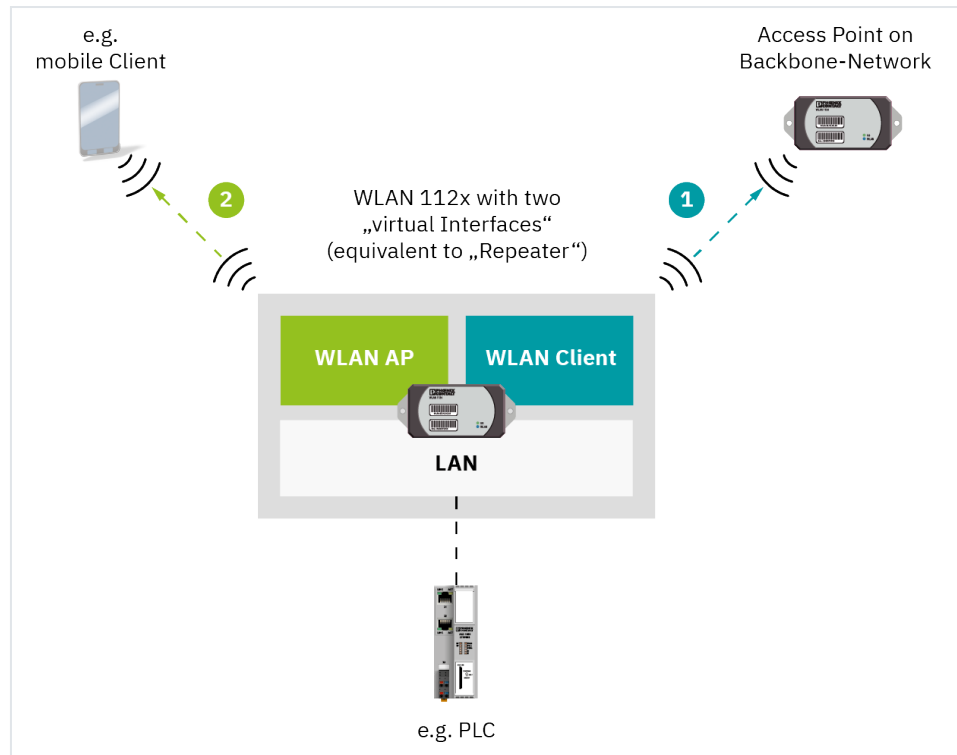 e.g.
mobile Client
Access Point on
Backbone-Network
2
WLAN 112x with two
„virtual Interfaces“
(equivalent to „Repeater“)
1
WLAN AP
WLAN Client
LAN
e.g. PLC